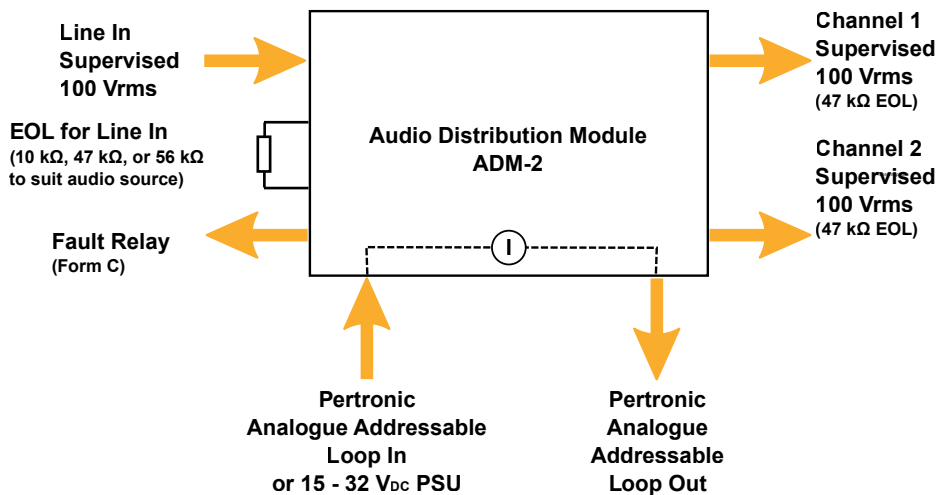 Line In
Supervised
100 Vrms
EOL for Line In
(10 kΩ, 47 kΩ, or 56 kΩ
to suit audio source)
Fault Relay
(Form C)
Audio Distribution Module
ADM-2
I
Channel 1
Supervised
100 Vrms
(47 kΩ EOL)
Channel 2
Supervised
100 Vrms
(47 kΩ EOL)
Pertronic
Analogue Addressable
Loop In
or 15 - 32 VDC PSU
Pertronic
Analogue
Addressable
Loop Out